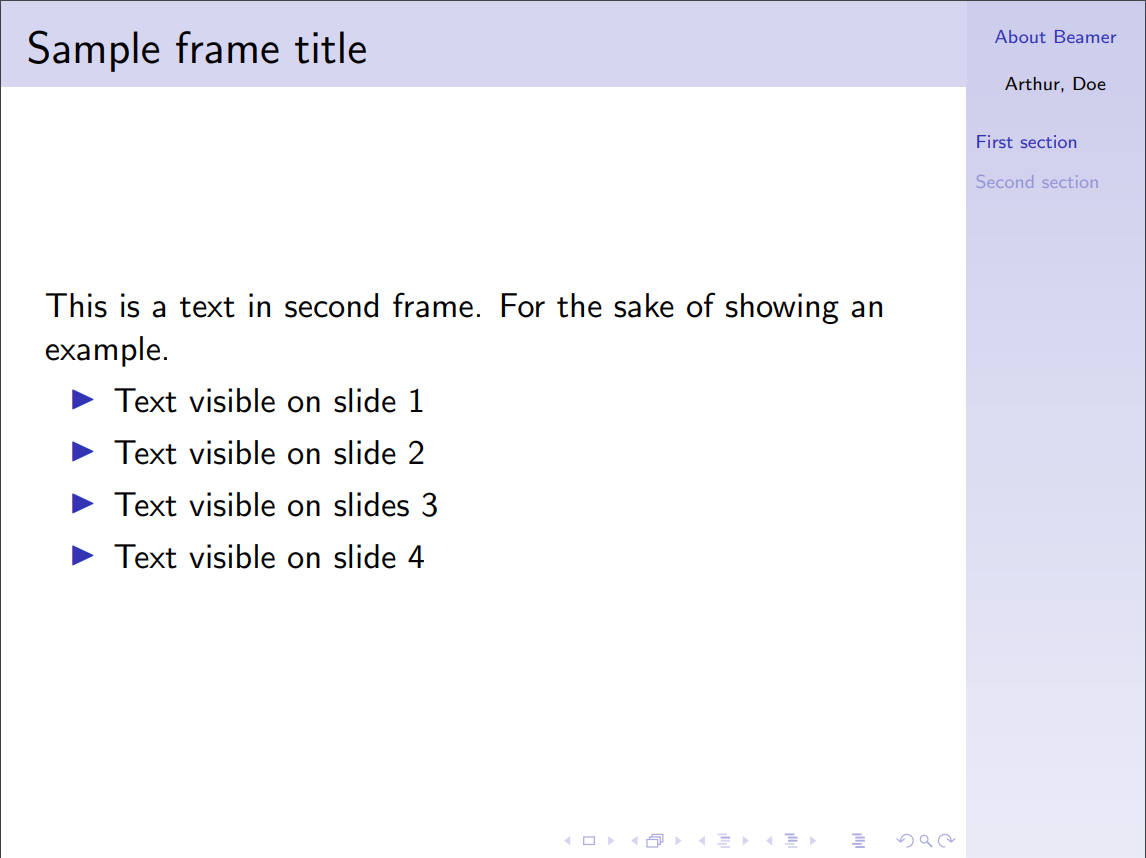 Sample frame title
This is a text in second frame. For the sake of showing an
example.
Text visible on slide 1
Text visible on slide 2
Text visible on slides 3
Text visible on slide 4
About Beamer
Arthur, Doe
First section
Second section